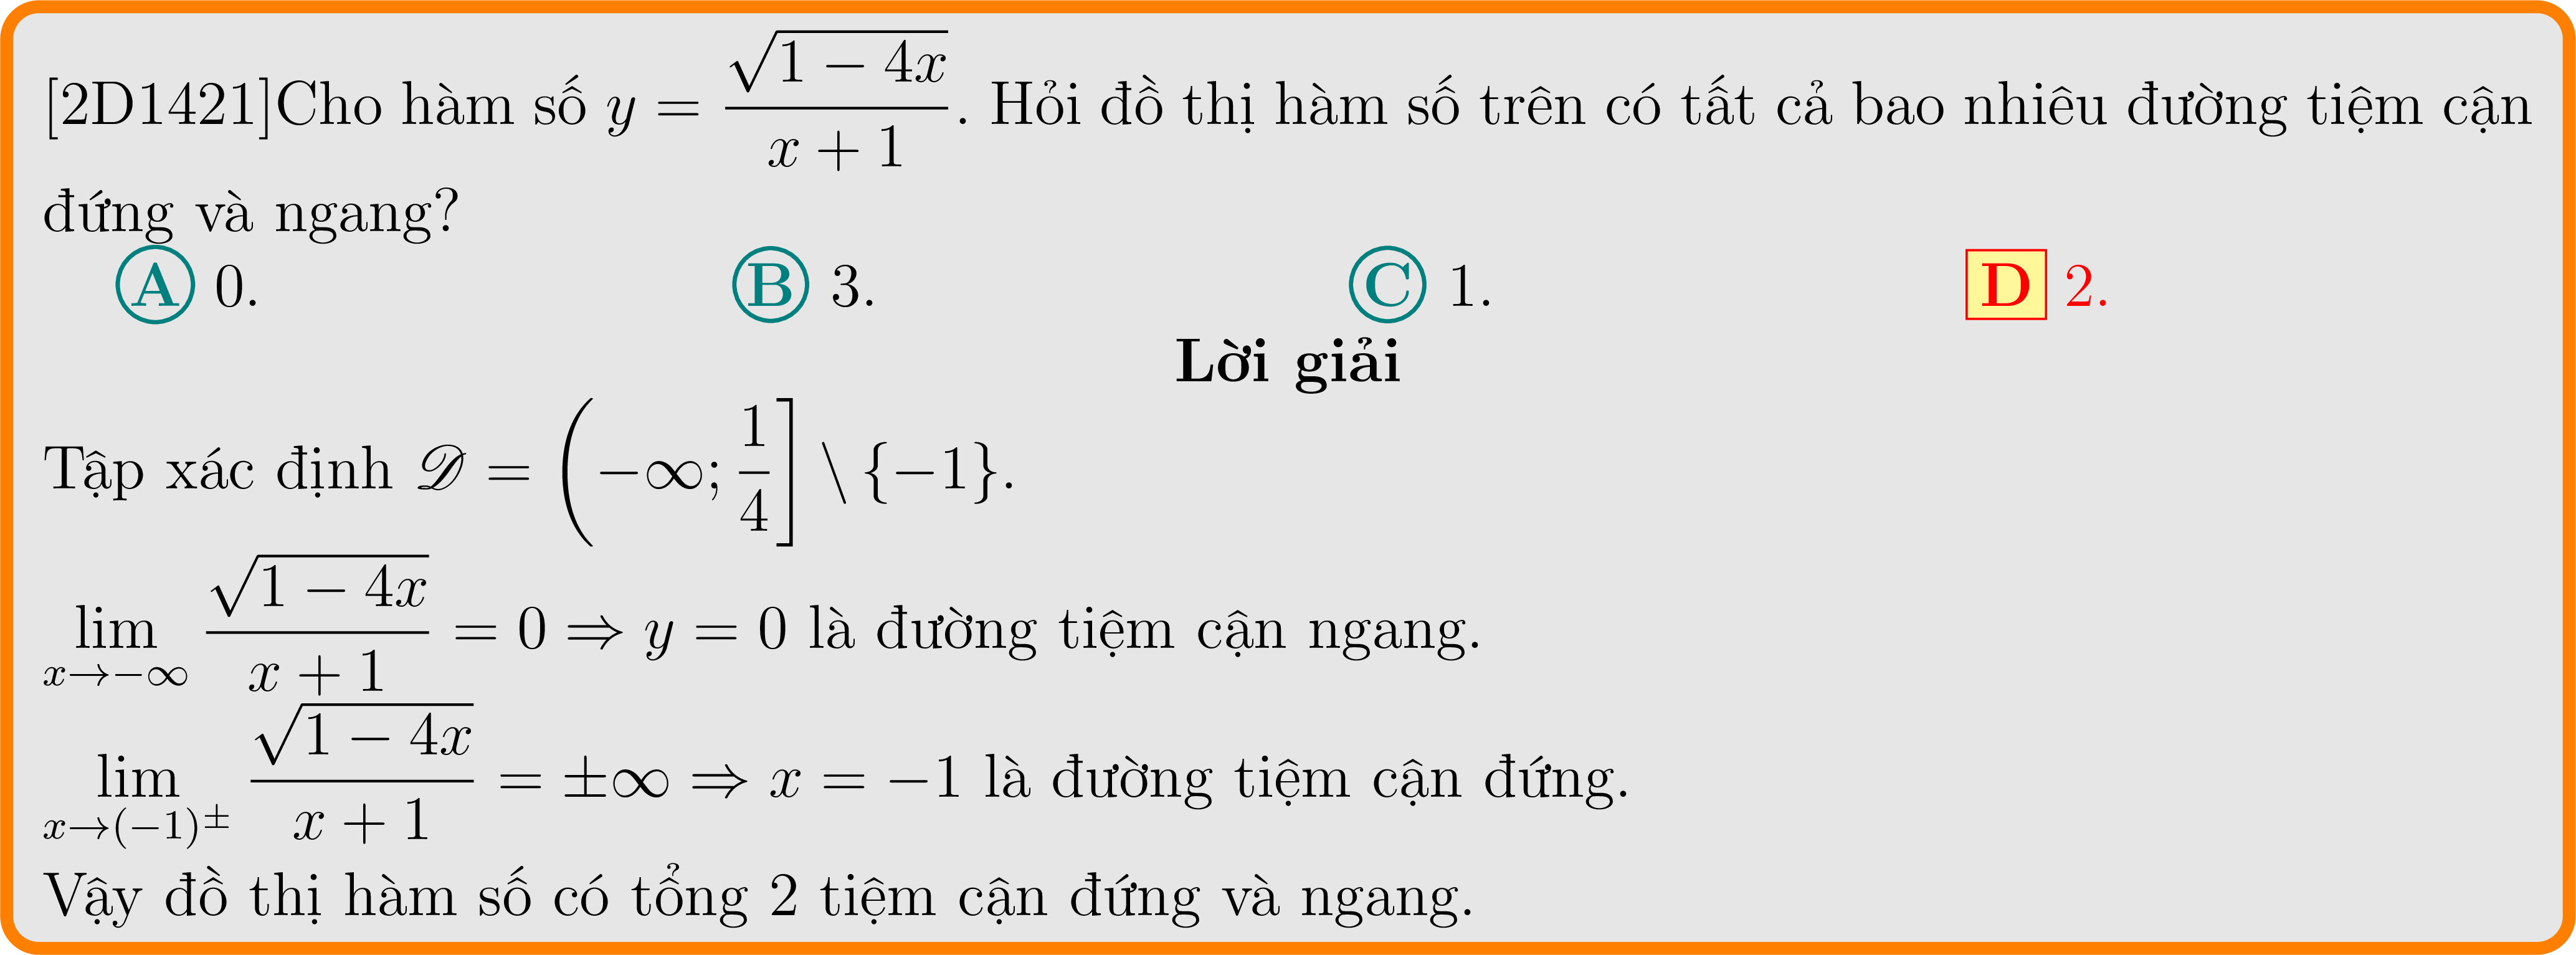 [2D1421]Cho hàm số $y = \dfrac{\sqrt{1-4x}}{x+1}$. Hỏi đồ thị hàm số trên có tất cả bao nhiêu đường tiệm cận
đứng và ngang?
A 0. B 3. C 1. D 2.
Lời giải
Tập xác định $\mathscr{D} = \left(-\infty; \dfrac{1}{4}\right] \setminus \{-1\}$.
$\lim\limits_{x \to -\infty} \dfrac{\sqrt{1-4x}}{x+1} = 0 \Rightarrow y = 0$ là đường tiệm cận ngang.
$\lim\limits_{x \to (-1)^{\pm}} \dfrac{\sqrt{1-4x}}{x+1} = \pm\infty \Rightarrow x = -1$ là đường tiệm cận đứng.
Vậy đồ thị hàm số có tổng 2 tiệm cận đứng và ngang.